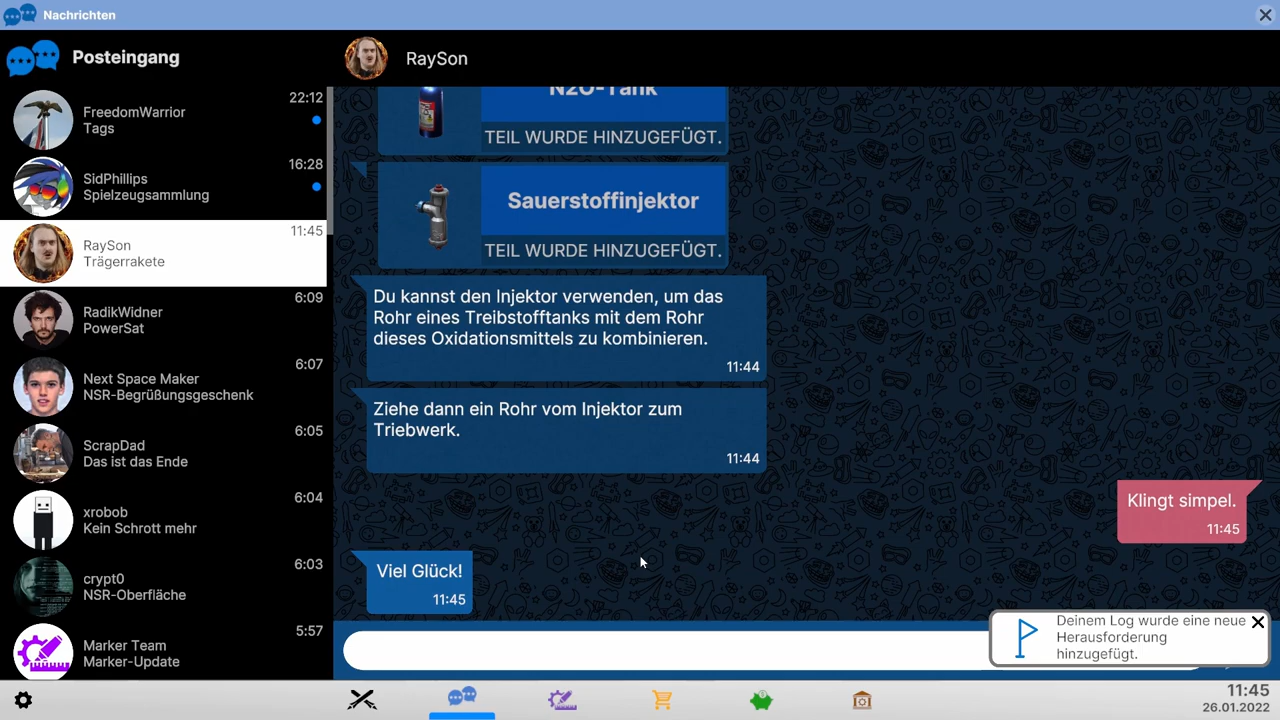 Nachrichten
Posteingang
FreedomWarrior
22:12
Tags
SidPhillips
16:28
Spielzeugsammlung
RaySon
11:45
Trägerrakete
RadikWidner
6:09
PowerSat
Next Space Maker
6:07
NSR-Begrüßungsgeschenk
ScrapDad
6:05
Das ist das Ende
xrobob
6:04
Kein Schrott mehr
crypt0
6:03
NSR-Oberfläche
Marker Team
5:57
Marker-Update
RaySon
N2O-Tank
TEIL WURDE HINZUGEFÜGT.
Sauerstoffinjektor
TEIL WURDE HINZUGEFÜGT.
Du kannst den Injektor verwenden, um das
Rohr eines Treibstofftanks mit dem Rohr
dieses Oxidationsmittels zu kombinieren.
11:44
Ziehe dann ein Rohr vom Injektor zum
Triebwerk.
11:44
Klingt simpel.
11:45
Viel Glück!
11:45
Deinem Log wurde eine neue
Herausforderung
hinzugefügt.
11:45
26.01.2022